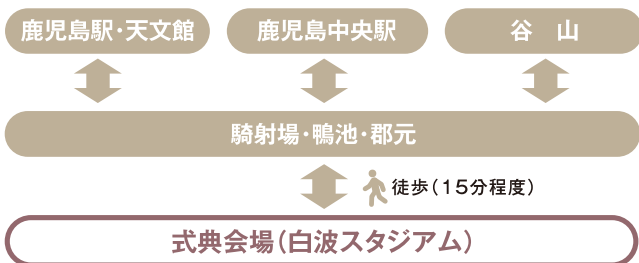 鹿児島駅・天文館
鹿児島中央駅
谷　山
騎射場・鴨池・郡元
徒歩（15分程度）
式典会場（白波スタジアム）